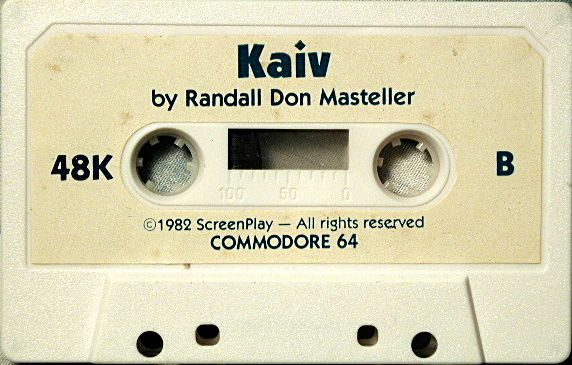 Kaiv
by Randall Don Masteller
48K
B
100 50 0
©1982 ScreenPlay — All rights reserved
COMMODORE 64